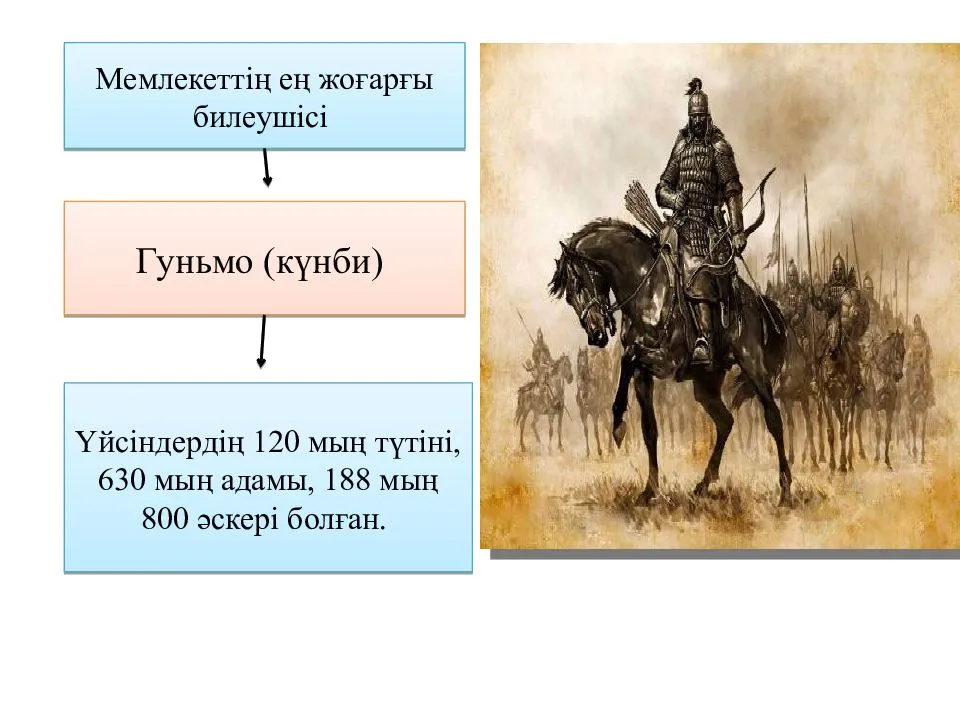 Мемлекеттің ең жоғарғы
билеушісі
Гуньмо (күнби)
Үйсіндердің 120 мың түтіні,
630 мың адамы, 188 мың
800 әскері болған.